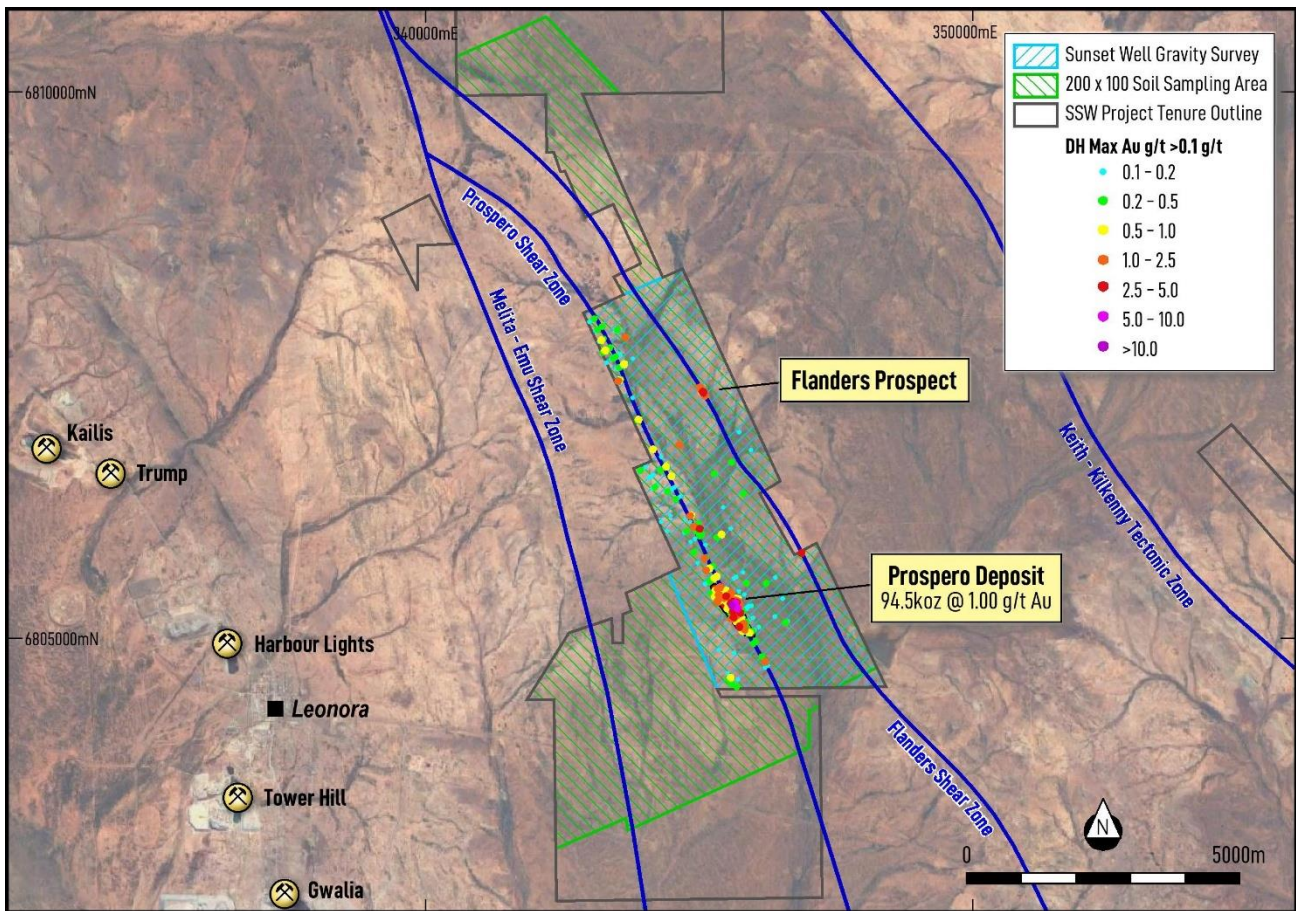 340000mE
350000mE
6810000mN
6805000mN
Sunset Well Gravity Survey
200 x 100 Soil Sampling Area
SSW Project Tenure Outline
DH Max Au g/t >0.1 g/t
0.1 – 0.2
0.2 – 0.5
0.5 – 1.0
1.0 – 2.5
2.5 – 5.0
5.0 – 10.0
>10.0
Prospero Shear Zone
Melita - Emu Shear Zone
Flanders Prospect
Keith - Kilkenny Tectonic Zone
Kailis
Trump
Prospero Deposit
94.5koz @ 1.00 g/t Au
Harbour Lights
Leonora
Flanders Shear Zone
Tower Hill
Gwalia
N
0
5000m